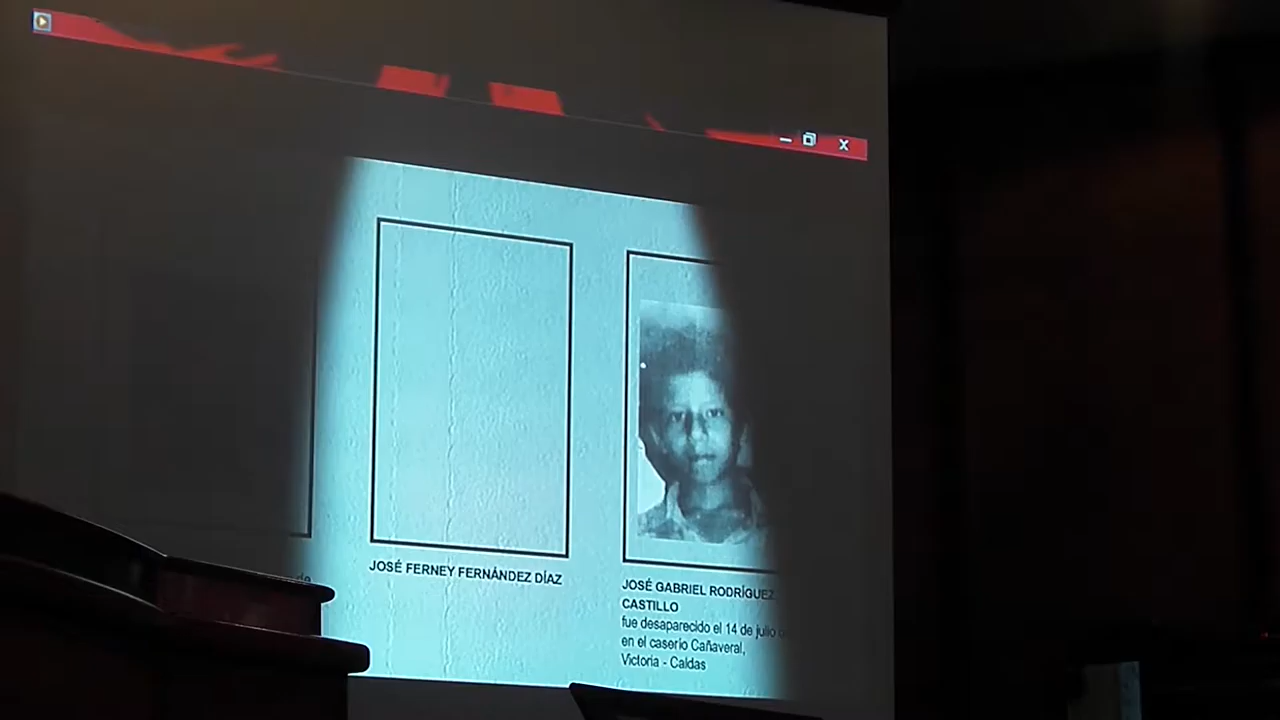 de
JOSÉ FERNEY FERNÁNDEZ DÍAZ
JOSÉ GABRIEL RODRÍGUEZ
CASTILLO
fue desaparecido el 14 de julio
en el caserío Cañaveral,
Victoria - Caldas